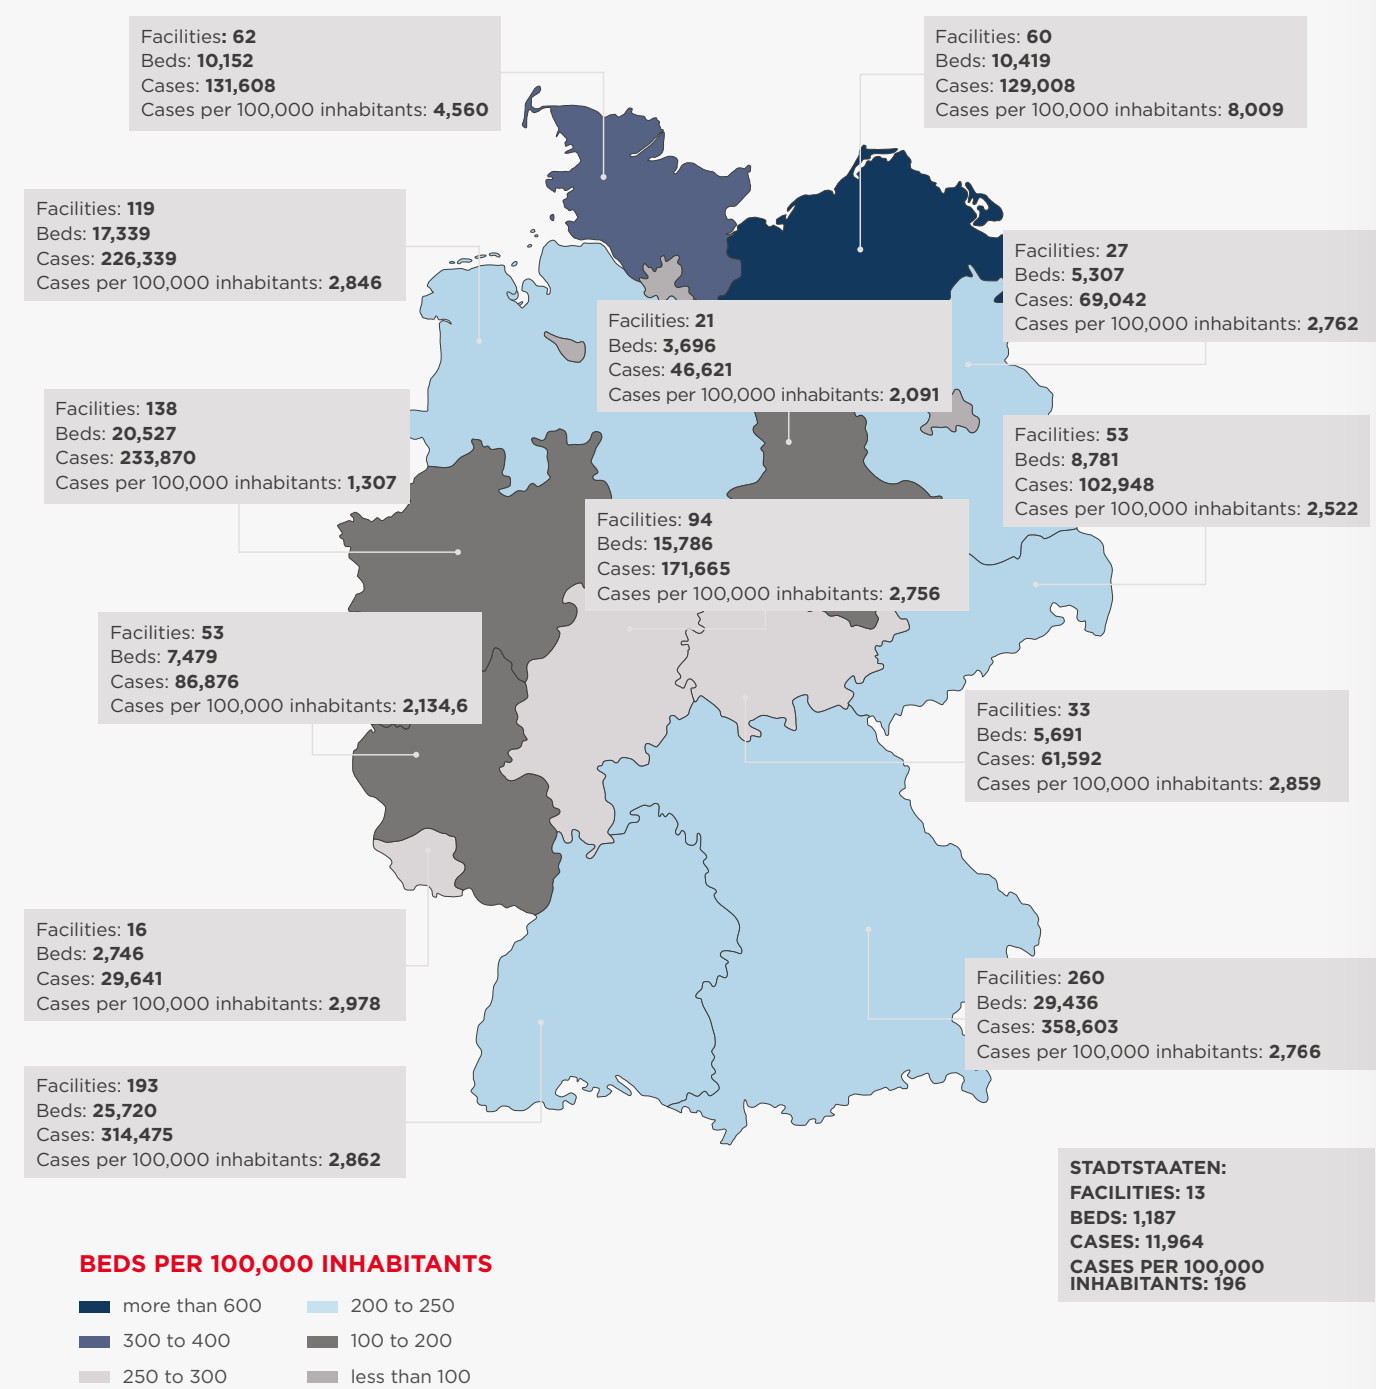 Facilities: 62
Beds: 10,152
Cases: 131,608
Cases per 100,000 inhabitants: 4,560
Facilities: 60
Beds: 10,419
Cases: 129,008
Cases per 100,000 inhabitants: 8,009
Facilities: 119
Beds: 17,339
Cases: 226,339
Cases per 100,000 inhabitants: 2,846
Facilities: 27
Beds: 5,307
Cases: 69,042
Cases per 100,000 inhabitants: 2,762
Facilities: 21
Beds: 3,696
Cases: 46,621
Cases per 100,000 inhabitants: 2,091
Facilities: 138
Beds: 20,527
Cases: 233,870
Cases per 100,000 inhabitants: 1,307
Facilities: 53
Beds: 8,781
Cases: 102,948
Cases per 100,000 inhabitants: 2,522
Facilities: 94
Beds: 15,786
Cases: 171,665
Cases per 100,000 inhabitants: 2,756
Facilities: 53
Beds: 7,479
Cases: 86,876
Cases per 100,000 inhabitants: 2,134,6
Facilities: 33
Beds: 5,691
Cases: 61,592
Cases per 100,000 inhabitants: 2,859
Facilities: 16
Beds: 2,746
Cases: 29,641
Cases per 100,000 inhabitants: 2,978
Facilities: 260
Beds: 29,436
Cases: 358,603
Cases per 100,000 inhabitants: 2,766
Facilities: 193
Beds: 25,720
Cases: 314,475
Cases per 100,000 inhabitants: 2,862
STADTSTAATEN:
FACILITIES: 13
BEDS: 1,187
CASES: 11,964
CASES PER 100,000
INHABITANTS: 196
BEDS PER 100,000 INHABITANTS
more than 600
300 to 400
250 to 300
200 to 250
100 to 200
less than 100